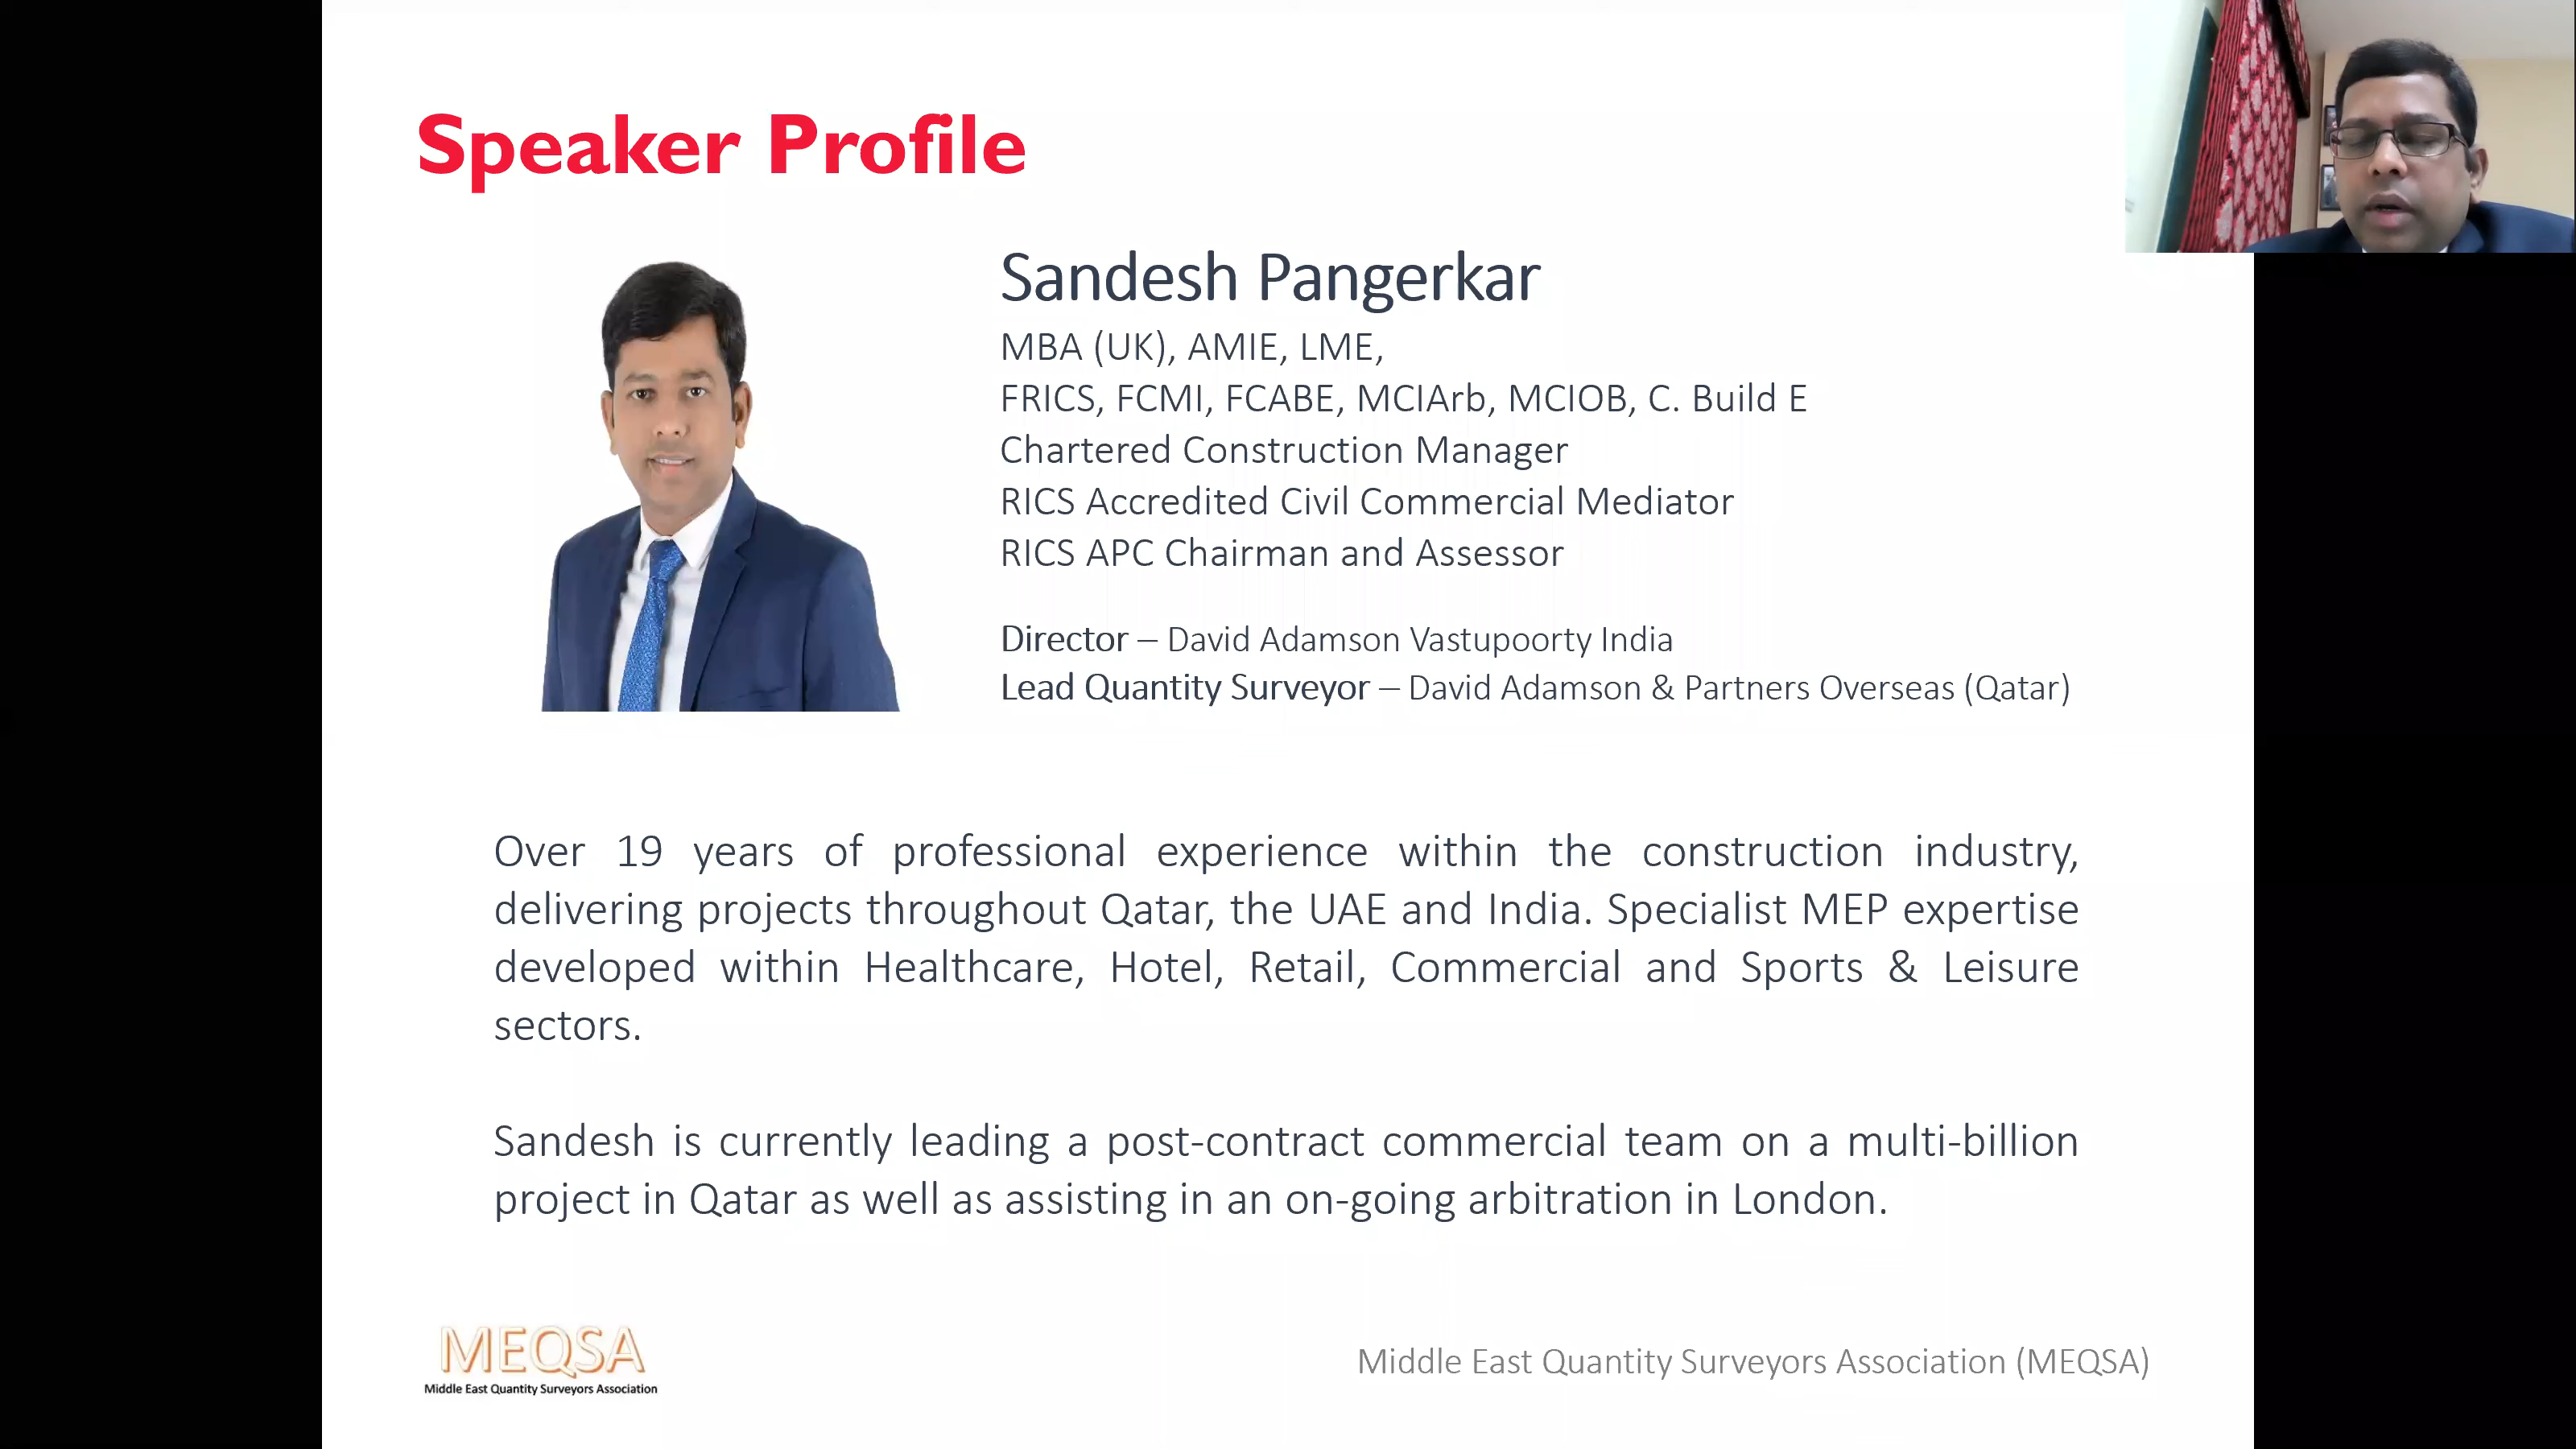 Speaker Profile
Sandesh Pangerkar
MBA (UK), AMIE, LME,
FRICS, FCMI, FCABE, MCIArb, MCIOB, C. Build E
Chartered Construction Manager
RICS Accredited Civil Commercial Mediator
RICS APC Chairman and Assessor
Director – David Adamson Vastupoorty India
Lead Quantity Surveyor – David Adamson & Partners Overseas (Qatar)
Over 19 years of professional experience within the construction industry,
delivering projects throughout Qatar, the UAE and India. Specialist MEP expertise
developed within Healthcare, Hotel, Retail, Commercial and Sports & Leisure
sectors.
Sandesh is currently leading a post-contract commercial team on a multi-billion
project in Qatar as well as assisting in an on-going arbitration in London.
MEQSA
Middle East Quantity Surveyors Association
Middle East Quantity Surveyors Association (MEQSA)